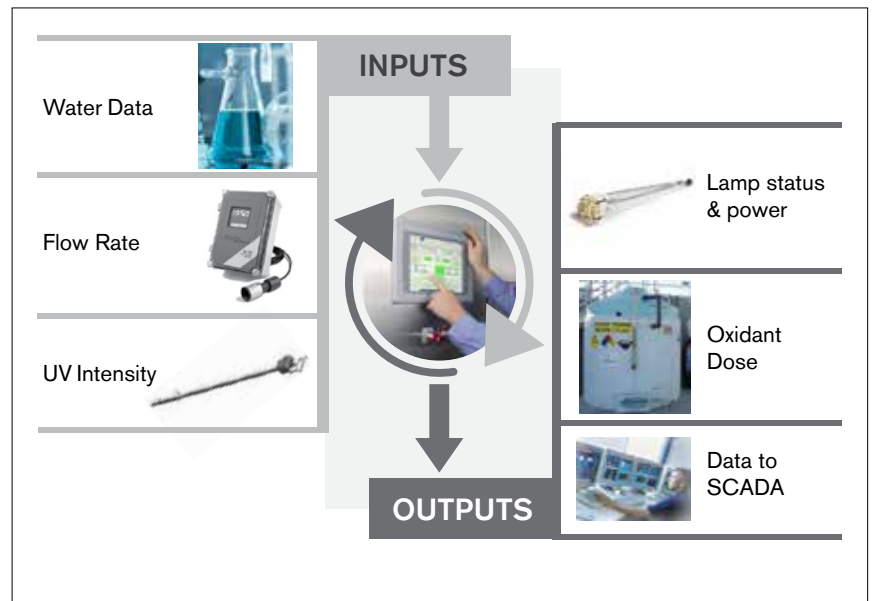 INPUTS
Water Data
Flow Rate
UV Intensity
Lamp status
& power
Oxidant
Dose
Data to
SCADA
OUTPUTS